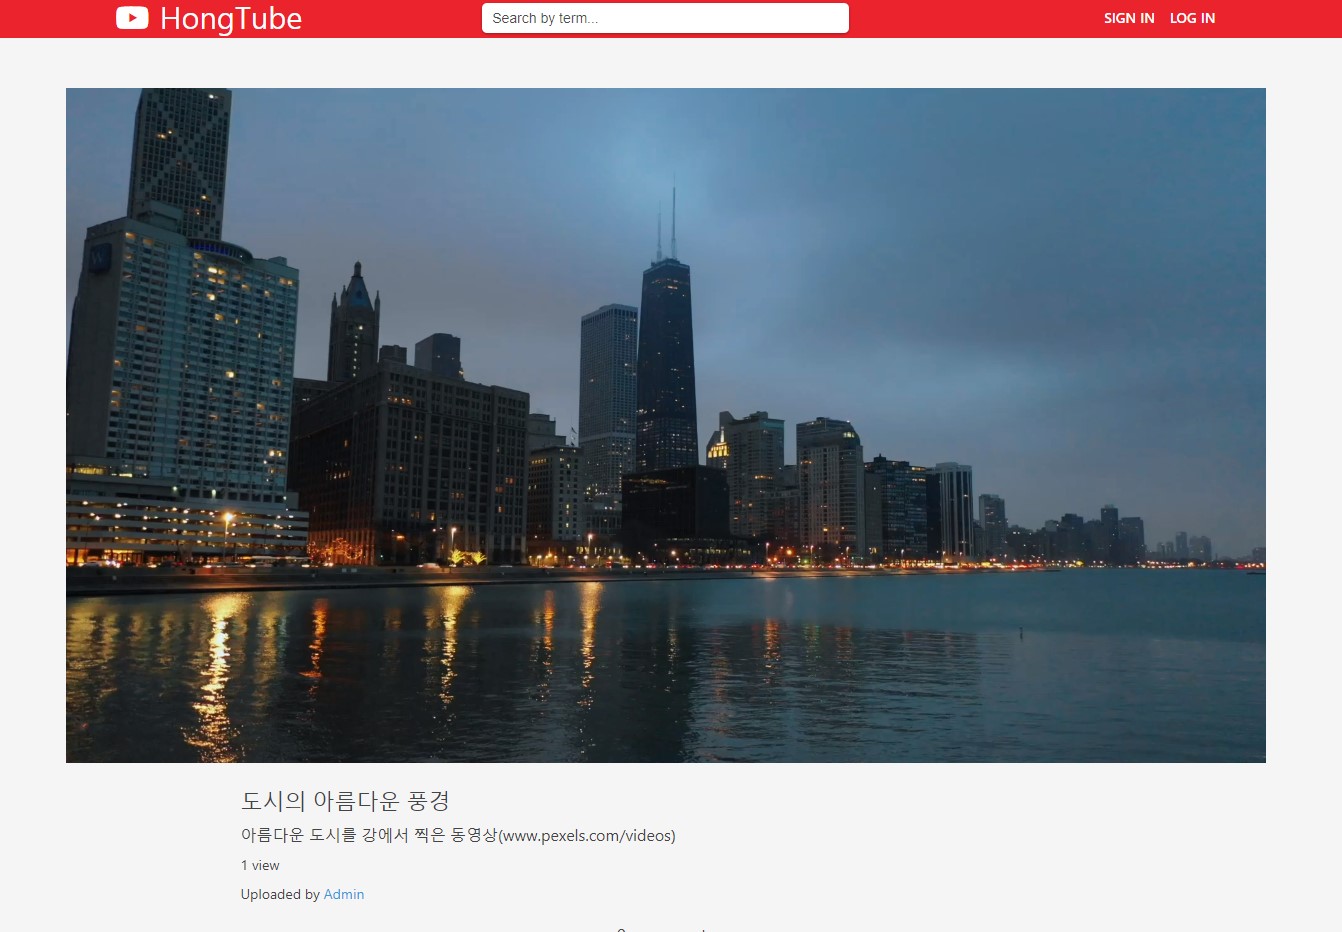 HongTube
Search by term...
SIGN IN LOG IN
도시의 아름다운 풍경
아름다운 도시를 강에서 찍은 동영상(www.pexels.com/videos)
1 view
Uploaded by Admin